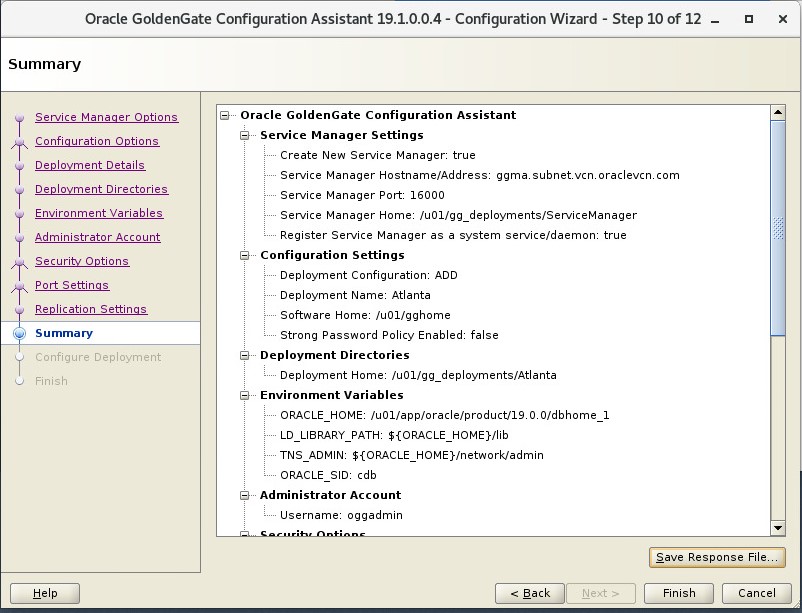 Oracle GoldenGate Configuration Assistant 19.1.0.0.4 - Configuration Wizard - Step 10 of 12
Summary
Service Manager Options
Configuration Options
Deployment Details
Deployment Directories
Environment Variables
Administrator Account
Security Options
Port Settings
Replication Settings
Summary
Configure Deployment
Finish
Oracle GoldenGate Configuration Assistant
Service Manager Settings
Create New Service Manager: true
Service Manager Hostname/Address: ggma.subnet.vcn.oraclevcn.com
Service Manager Port: 16000
Service Manager Home: /u01/gg_deployments/ServiceManager
Register Service Manager as a system service/daemon: true
Configuration Settings
Deployment Configuration: ADD
Deployment Name: Atlanta
Software Home: /u01/gghome
Strong Password Policy Enabled: false
Deployment Directories
Deployment Home: /u01/gg_deployments/Atlanta
Environment Variables
ORACLE_HOME: /u01/app/oracle/product/19.0.0/dbhome_1
LD_LIBRARY_PATH: ${ORACLE_HOME}/lib
TNS_ADMIN: ${ORACLE_HOME}/network/admin
ORACLE_SID: cdb
Administrator Account
Username: oggadmin
Security Options
Save Response File...
Help
< Back
Next >
Finish
Cancel